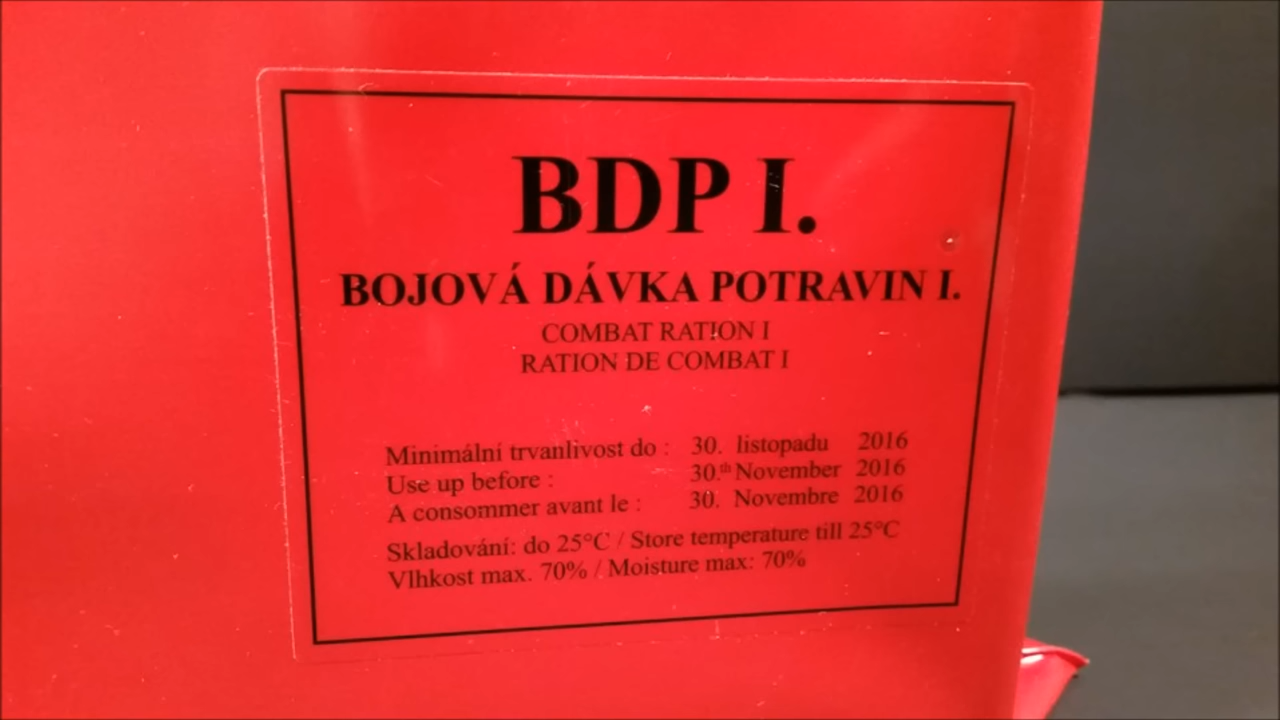 BDP I.
BOJOVÁ DÁVKA POTRAVIN I.
COMBAT RATION I
RATION DE COMBAT I
Minimální trvanlivost do : 30. listopadu 2016
Use up before : 30.th November 2016
A consommer avant le : 30. Novembre 2016
Skladování: do 25°C / Store temperature till 25°C
Vlhkost max. 70% / Moisture max: 70%